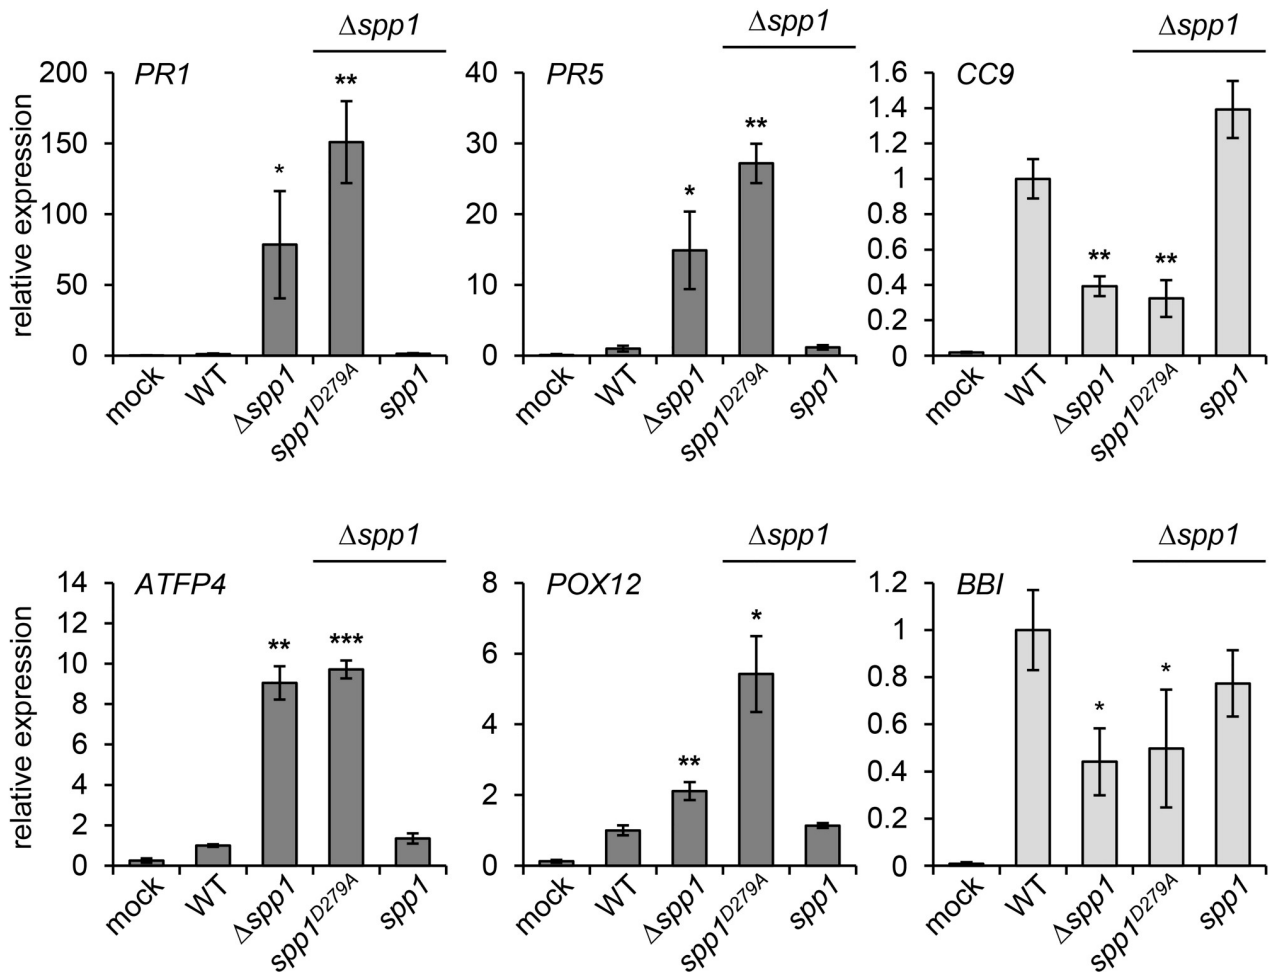 Δspp1 Δspp1 Δspp1
relative expression
PR1
200
150
100
50
0
* **
mock WT Δspp1 spp1D279A spp1
PR5
40
30
20
10
0
* **
mock WT Δspp1 spp1D279A spp1
CC9
1.6
1.4
1.2
1
0.8
0.6
0.4
0.2
0
** **
mock WT Δspp1 spp1D279A spp1
Δspp1 Δspp1 Δspp1
relative expression
ATFP4
14
12
10
8
6
4
2
0
** ***
mock WT Δspp1 spp1D279A spp1
POX12
8
6
4
2
0
** *
mock WT Δspp1 spp1D279A spp1
BBI
1.2
1
0.8
0.6
0.4
0.2
0
* *
mock WT Δspp1 spp1D279A spp1